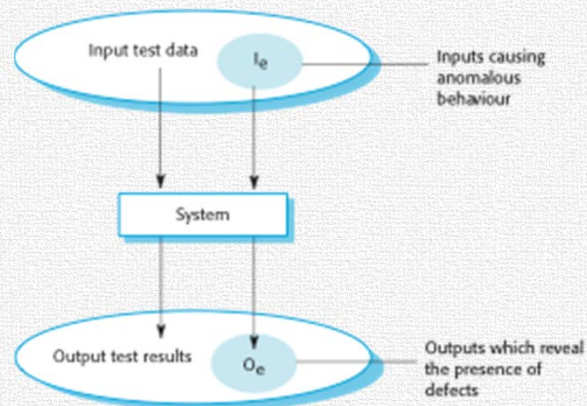 Input test data
Ie
Inputs causing
anomalous
behaviour
System
Output test results
Oe
Outputs which reveal
the presence of
defects